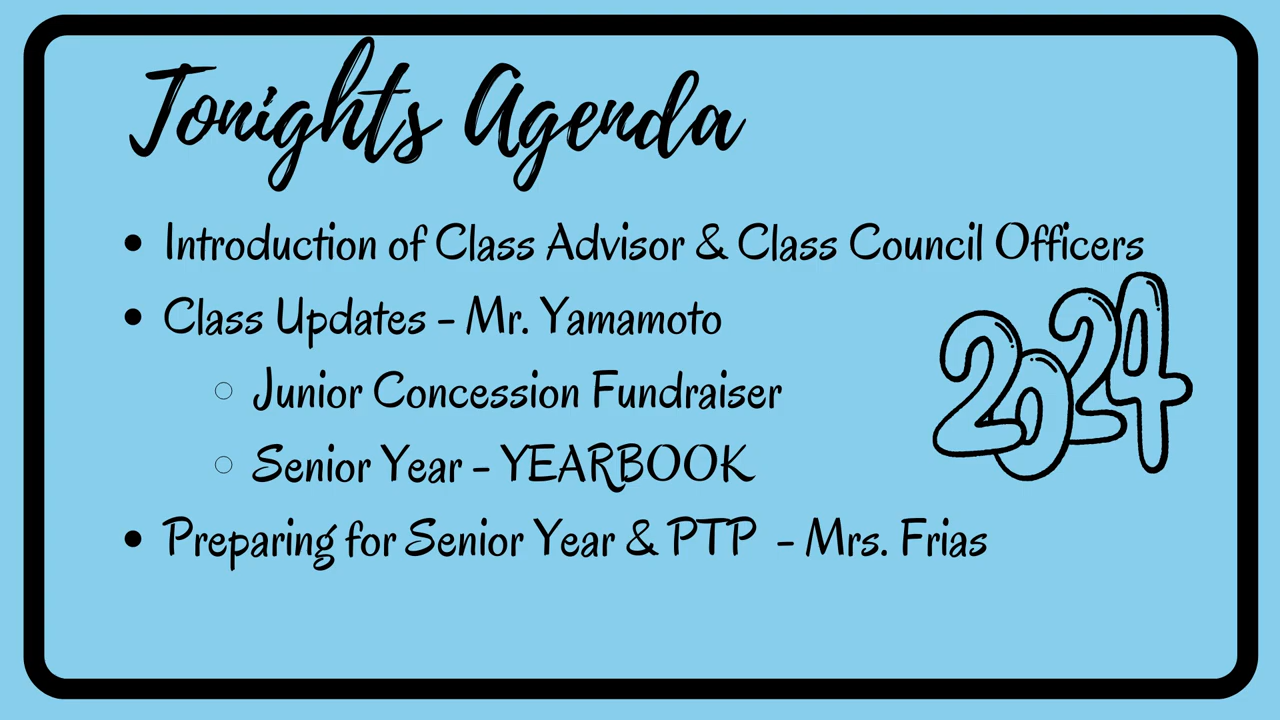 Tonights Agenda
• Introduction of Class Advisor & Class Council Officers
• Class Updates - Mr. Yamamoto
○ Junior Concession Fundraiser
○ Senior Year - YEARBOOK
• Preparing for Senior Year & PTP - Mrs. Frias
2024